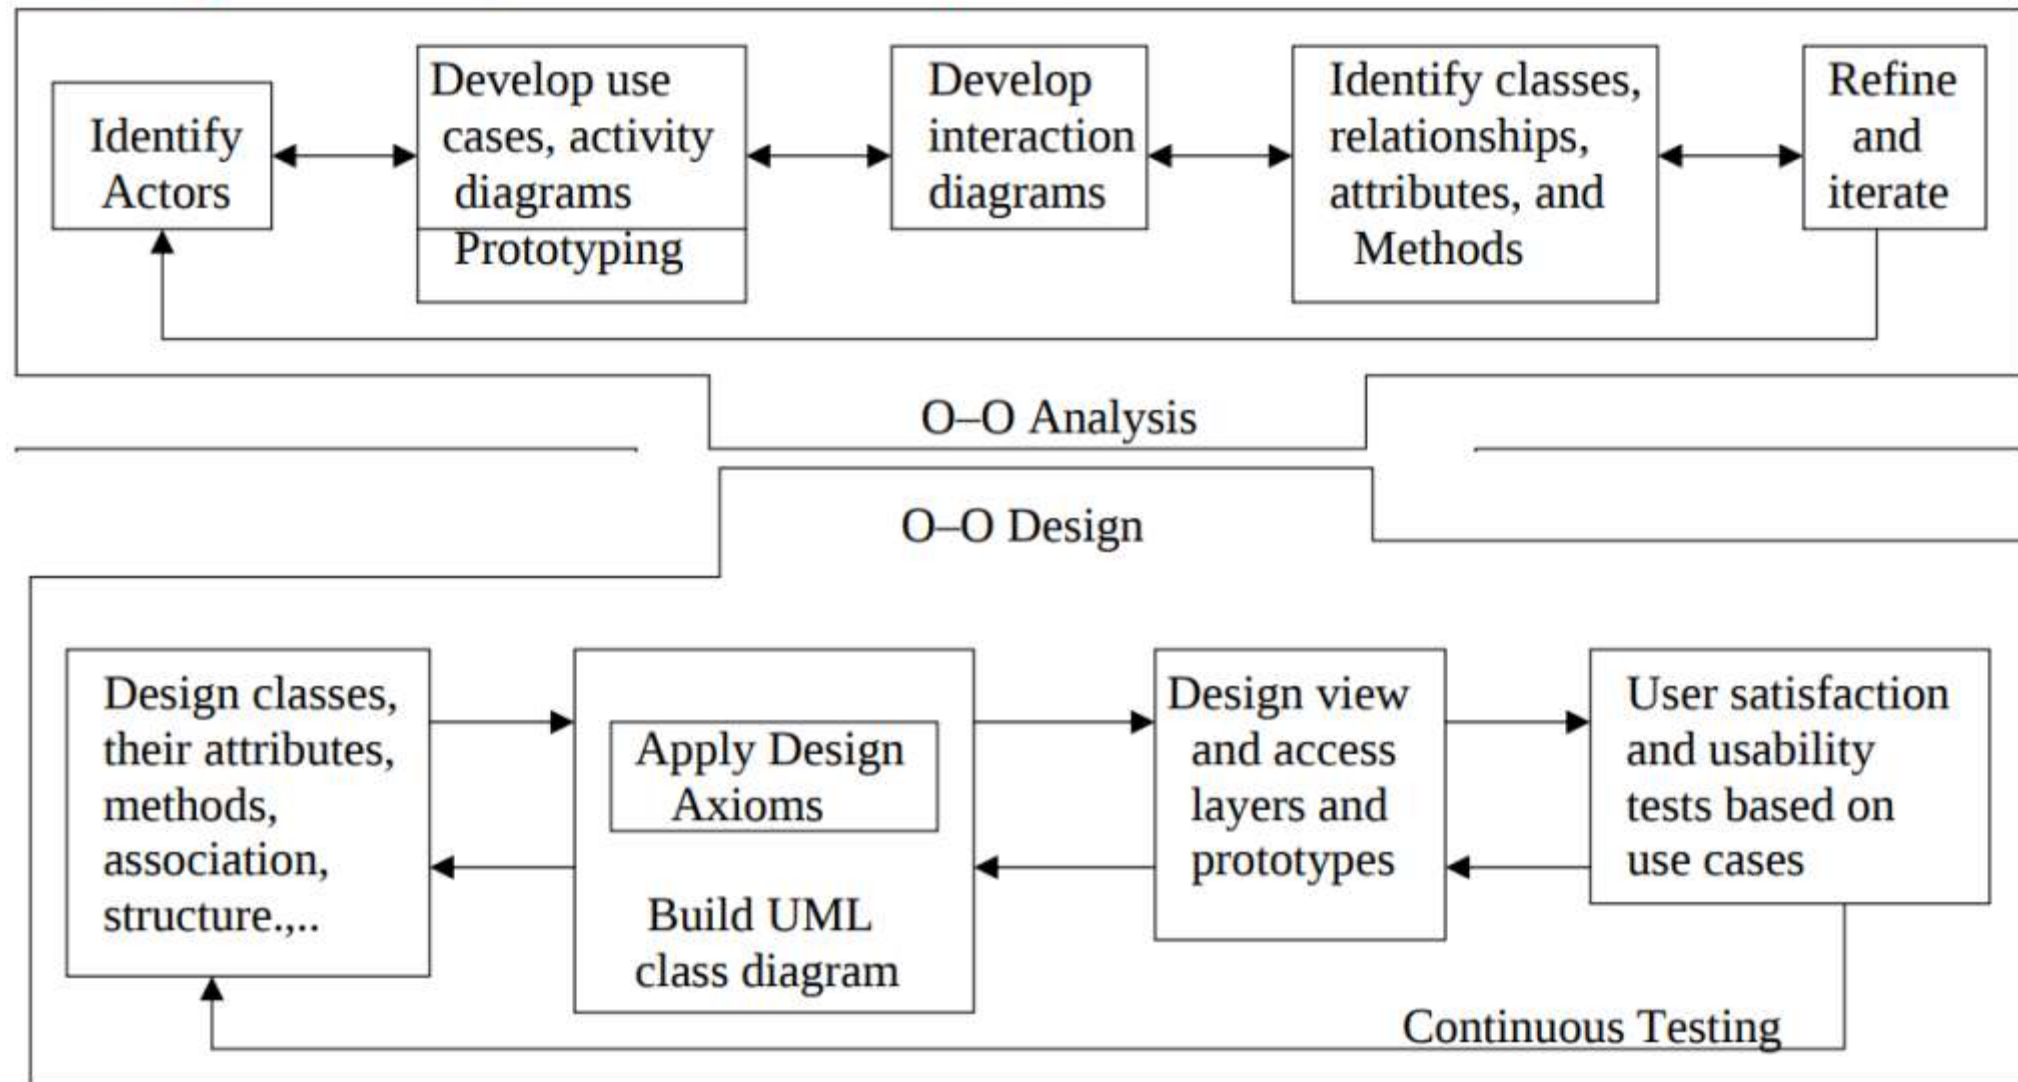 Identify
Actors
Develop use
cases, activity
diagrams
Prototyping
Develop
interaction
diagrams
Identify classes,
relationships,
attributes, and
Methods
Refine
and
iterate
O–O Analysis
O–O Design
Design classes,
their attributes,
methods,
association,
structure.,..
Apply Design
Axioms
Build UML
class diagram
Design view
and access
layers and
prototypes
User satisfaction
and usability
tests based on
use cases
Continuous Testing